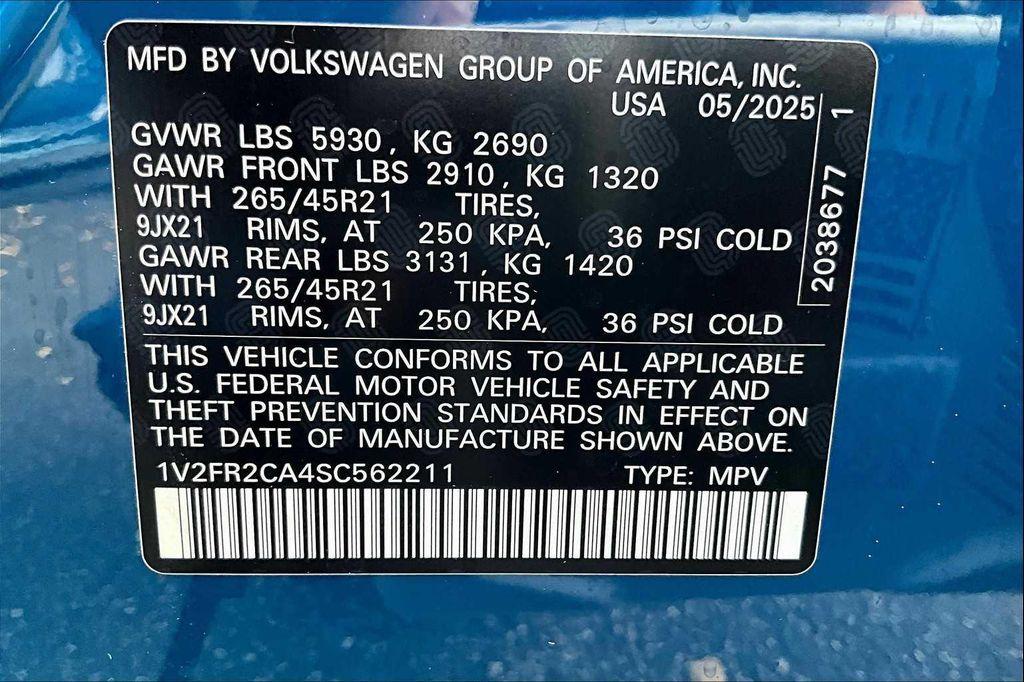 MFD BY VOLKSWAGEN GROUP OF AMERICA, INC.
USA 05/2025
GVWR LBS 5930, KG 2690
GAWR FRONT LBS 2910, KG 1320
WITH 265/45R21 TIRES,
9JX21 RIMS, AT 250 KPA, 36 PSI COLD
GAWR REAR LBS 3131, KG 1420
WITH 265/45R21 TIRES,
9JX21 RIMS, AT 250 KPA, 36 PSI COLD
2038677 1
THIS VEHICLE CONFORMS TO ALL APPLICABLE
U.S. FEDERAL MOTOR VEHICLE SAFETY AND
THEFT PREVENTION STANDARDS IN EFFECT ON
THE DATE OF MANUFACTURE SHOWN ABOVE.
1V2FR2CA4SC562211 TYPE: MPV